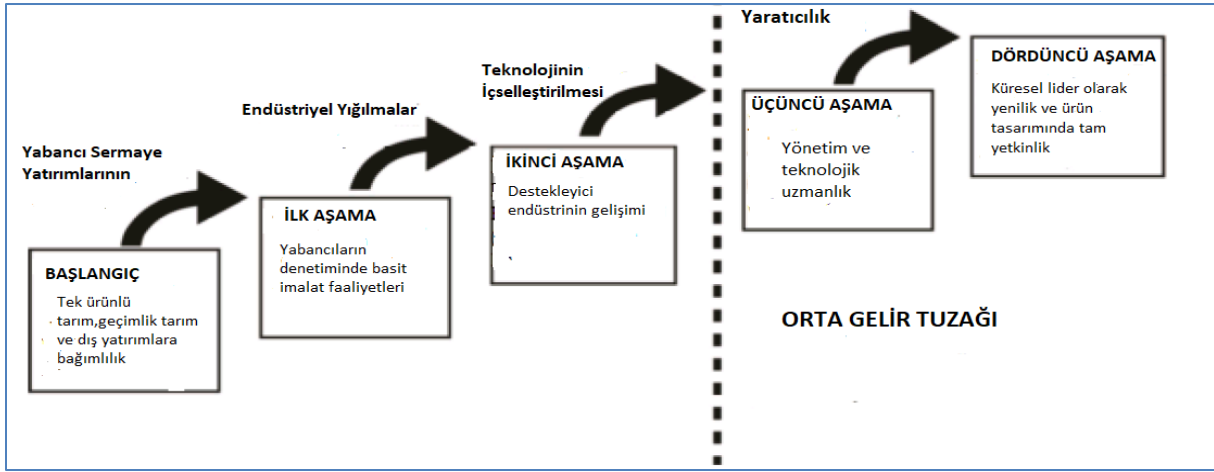 Yabancı Sermaye
Yatırımlarının
BAŞLANGIÇ
Tek ürünlü
tarım,geçimlik tarım
ve dış yatırımlara
bağımlılık
Endüstriyel Yığılmalar
İLK AŞAMA
Yabancıların
denetiminde basit
imalat faaliyetleri
Teknolojinin
İçselleştirilmesi
İKİNCİ AŞAMA
Destekleyici
endüstrinin gelişimi
Yaratıcılık
ÜÇÜNCÜ AŞAMA
Yönetim ve
teknolojik
uzmanlık
DÖRDÜNCÜ AŞAMA
Küresel lider olarak
yenilik ve ürün
tasarımında tam
yetkinlik
ORTA GELİR TUZAĞI